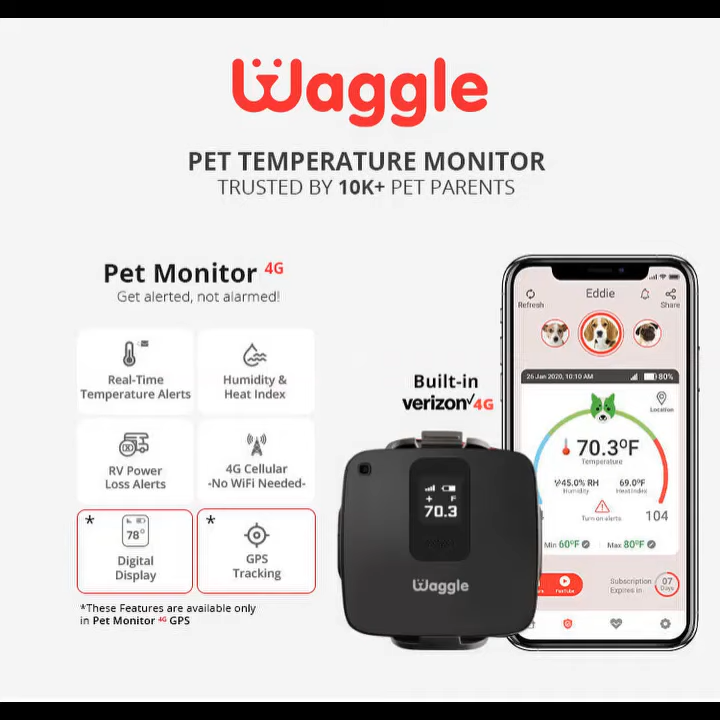 Waggle
PET TEMPERATURE MONITOR
TRUSTED BY 10K+ PET PARENTS
Pet Monitor 4G
Get alerted, not alarmed!
Real-Time
Temperature Alerts
Humidity &
Heat Index
RV Power
Loss Alerts
4G Cellular
-No WiFi Needed-
*
78°
Digital
Display
*
GPS
Tracking
*These Features are available only
in Pet Monitor 4G GPS
Built-in
verizon✓4G
+ F
70.3
Waggle
Refresh
Eddie
Share
26 Jan 2020, 10:10 AM
80%
Location
70.3°F
Temperature
45.0% RH
Humidity
69.0°F
HeatIndex
Turn on alerts
104
Min 60°F
Max 80°F
PetTube
Subscription
Expires in
07
Days